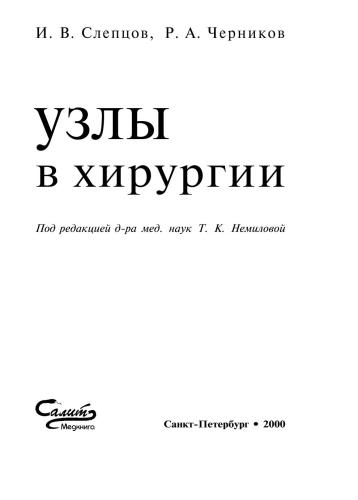 И. В. Слепцов, Р. А. Черников
узлы
в хирургии
Под редакцией д-ра мед. наук Т. К. Немиловой
Салит
Медкнига
Санкт-Петербург • 2000